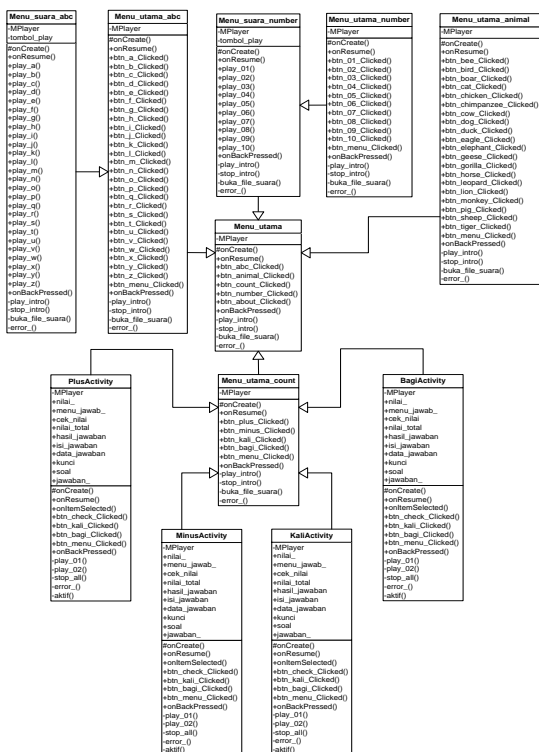 Menu_suara_abc
-MPlayer
-tombol_play
#onCreate()
+onResume()
+play_a()
+play_b()
+play_c()
+play_d()
+play_e()
+play_f()
+play_g()
+play_h()
+play_i()
+play_j()
+play_k()
+play_l()
+play_m()
+play_n()
+play_o()
+play_p()
+play_q()
+play_r()
+play_s()
+play_t()
+play_u()
+play_v()
+play_w()
+play_x()
+play_y()
+play_z()
+onBackPressed()
-play_intro()
-stop_intro()
-buka_file_suara()
-error_()
Menu_utama_abc
-MPlayer
#onCreate()
+onResume()
+btn_a_Clicked()
+btn_b_Clicked()
+btn_c_Clicked()
+btn_d_Clicked()
+btn_e_Clicked()
+btn_f_Clicked()
+btn_g_Clicked()
+btn_h_Clicked()
+btn_i_Clicked()
+btn_j_Clicked()
+btn_k_Clicked()
+btn_l_Clicked()
+btn_m_Clicked()
+btn_n_Clicked()
+btn_o_Clicked()
+btn_p_Clicked()
+btn_q_Clicked()
+btn_r_Clicked()
+btn_s_Clicked()
+btn_t_Clicked()
+btn_u_Clicked()
+btn_v_Clicked()
+btn_w_Clicked()
+btn_x_Clicked()
+btn_y_Clicked()
+btn_z_Clicked()
+btn_menu_Clicked()
+onBackPressed()
-play_intro()
-stop_intro()
-buka_file_suara()
-error_()
Menu_suara_number
-MPlayer
-tombol_play
#onCreate()
+onResume()
+play_01()
+play_02()
+play_03()
+play_04()
+play_05()
+play_06()
+play_07()
+play_08()
+play_09()
+play_10()
+onBackPressed()
-play_intro()
-stop_intro()
-buka_file_suara()
-error_()
Menu_utama_number
-MPlayer
#onCreate()
+onResume()
+btn_01_Clicked()
+btn_02_Clicked()
+btn_03_Clicked()
+btn_04_Clicked()
+btn_05_Clicked()
+btn_06_Clicked()
+btn_07_Clicked()
+btn_08_Clicked()
+btn_09_Clicked()
+btn_10_Clicked()
+btn_menu_Clicked()
+onBackPressed()
-play_intro()
-stop_intro()
-buka_file_suara()
-error_()
Menu_utama_animal
-MPlayer
#onCreate()
+onResume()
+btn_bee_Clicked()
+btn_bird_Clicked()
+btn_boar_Clicked()
+btn_cat_Clicked()
+btn_chicken_Clicked()
+btn_chimpanzee_Clicked()
+btn_cow_Clicked()
+btn_dog_Clicked()
+btn_duck_Clicked()
+btn_eagle_Clicked()
+btn_elephant_Clicked()
+btn_geese_Clicked()
+btn_gorilla_Clicked()
+btn_horse_Clicked()
+btn_leopard_Clicked()
+btn_lion_Clicked()
+btn_monkey_Clicked()
+btn_pig_Clicked()
+btn_sheep_Clicked()
+btn_tiger_Clicked()
+btn_menu_Clicked()
+onBackPressed()
-play_intro()
-stop_intro()
-buka_file_suara()
-error_()
Menu_utama
-MPlayer
#onCreate()
+onResume()
+btn_abc_Clicked()
+btn_animal_Clicked()
+btn_count_Clicked()
+btn_number_Clicked()
+btn_about_Clicked()
+onBackPressed()
-play_intro()
-stop_intro()
-buka_file_suara()
-error_()
PlusActivity
-MPlayer
+nilai_
+menu_jawab_
+cek_nilai
+nilai_total
+hasil_jawaban
+isi_jawaban
+data_jawaban
+kunci
+soal
+jawaban_
#onCreate()
+onResume()
+onItemSelected()
+btn_check_Clicked()
+btn_kali_Clicked()
+btn_bagi_Clicked()
+btn_menu_Clicked()
+onBackPressed()
-play_01()
-play_02()
-stop_all()
-error_()
-aktif()
Menu_utama_count
-MPlayer
#onCreate()
+onResume()
+btn_plus_Clicked()
+btn_minus_Clicked()
+btn_kali_Clicked()
+btn_bagi_Clicked()
+btn_menu_Clicked()
+onBackPressed()
-play_intro()
-stop_intro()
-buka_file_suara()
-error_()
BagiActivity
-MPlayer
+nilai_
+menu_jawab_
+cek_nilai
+nilai_total
+hasil_jawaban
+isi_jawaban
+data_jawaban
+kunci
+soal
+jawaban_
#onCreate()
+onResume()
+onItemSelected()
+btn_check_Clicked()
+btn_kali_Clicked()
+btn_bagi_Clicked()
+btn_menu_Clicked()
+onBackPressed()
-play_01()
-play_02()
-stop_all()
-error_()
-aktif()
MinusActivity
-MPlayer
+nilai_
+menu_jawab_
+cek_nilai
+nilai_total
+hasil_jawaban
+isi_jawaban
+data_jawaban
+kunci
+soal
+jawaban_
#onCreate()
+onResume()
+onItemSelected()
+btn_check_Clicked()
+btn_kali_Clicked()
+btn_bagi_Clicked()
+btn_menu_Clicked()
+onBackPressed()
-play_01()
-play_02()
-stop_all()
-error_()
-aktif()
KaliActivity
-MPlayer
+nilai_
+menu_jawab_
+cek_nilai
+nilai_total
+hasil_jawaban
+isi_jawaban
+data_jawaban
+kunci
+soal
+jawaban_
#onCreate()
+onResume()
+onItemSelected()
+btn_check_Clicked()
+btn_kali_Clicked()
+btn_bagi_Clicked()
+btn_menu_Clicked()
+onBackPressed()
-play_01()
-play_02()
-stop_all()
-error_()
-aktif()